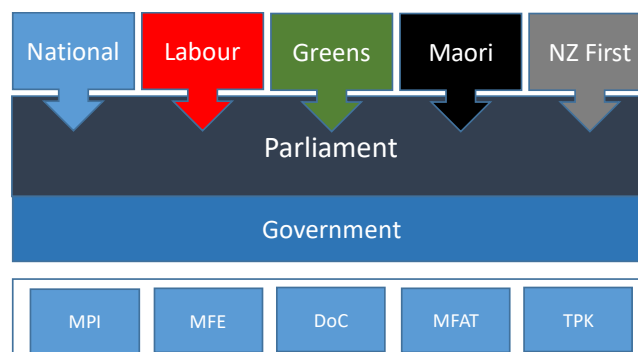 National Labour Greens Maori NZ First
Parliament
Government
MPI MFE DoC MFAT TPK